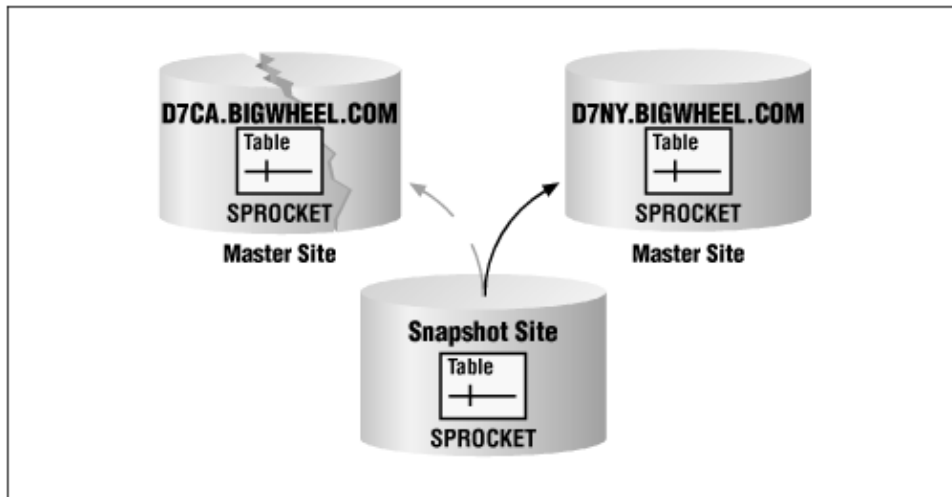 D7CA.BIGWHEEL.COM
Table
SPROCKET
Master Site
D7NY.BIGWHEEL.COM
Table
SPROCKET
Master Site
Snapshot Site
Table
SPROCKET